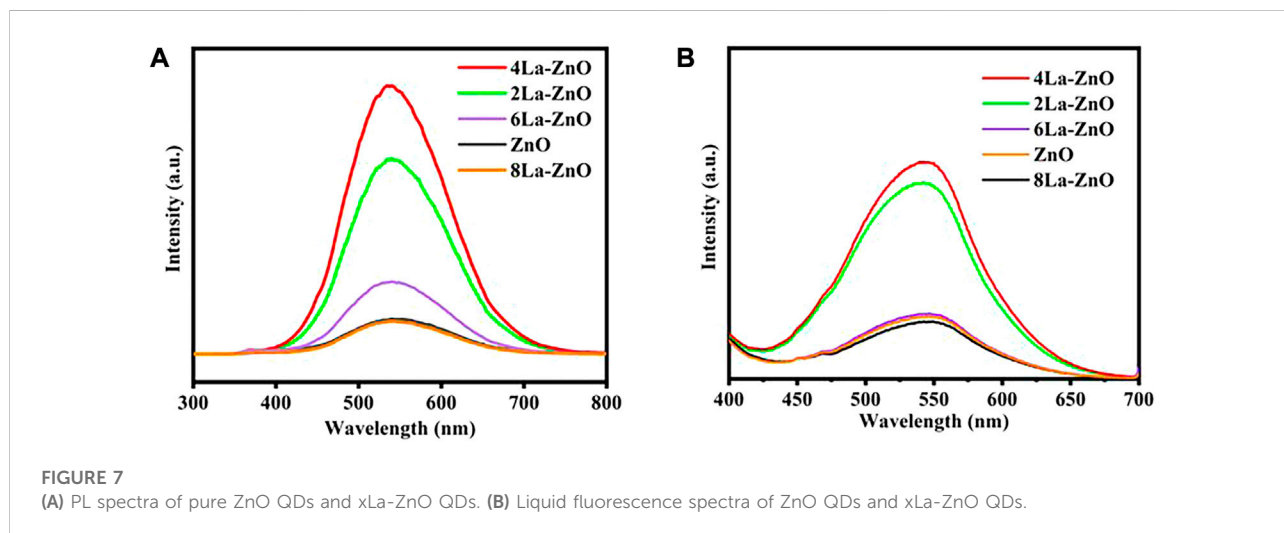 A
4La-ZnO
2La-ZnO
6La-ZnO
ZnO
8La-ZnO
Intensity (a.u.)
300 400 500 600 700 800
Wavelength (nm)
B
4La-ZnO
2La-ZnO
6La-ZnO
ZnO
8La-ZnO
Intensity (a.u.)
400 450 500 550 600 650 700
Wavelength (nm)
FIGURE 7
(A) PL spectra of pure ZnO QDs and xLa-ZnO QDs. (B) Liquid fluorescence spectra of ZnO QDs and xLa-ZnO QDs.